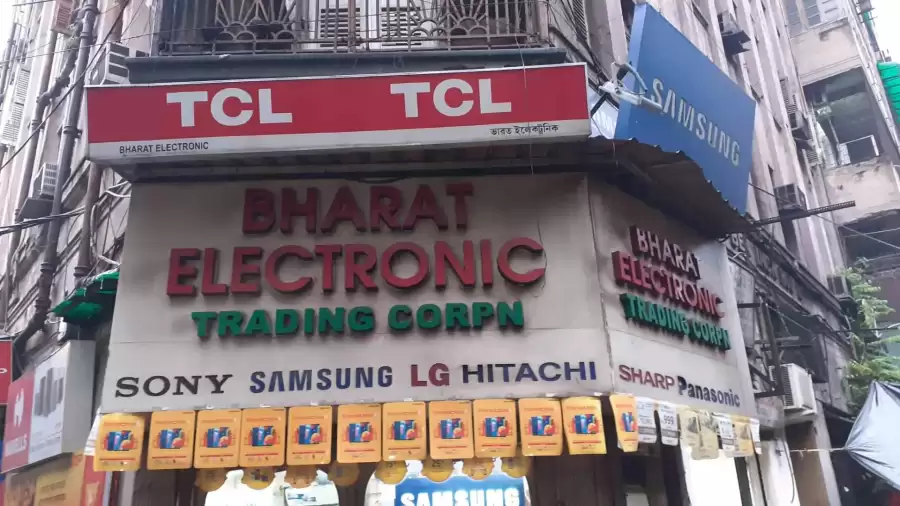 TCL TCL
BHARAT ELECTRONIC
ভারত ইলেকট্রনিক
SAMSUNG
BHARAT
ELECTRONIC
TRADING CORPN
SONY SAMSUNG LG HITACHI
BHARAT
ELECTRONIC
TRADING CORPN
SHARP Panasonic
SAMSUNG